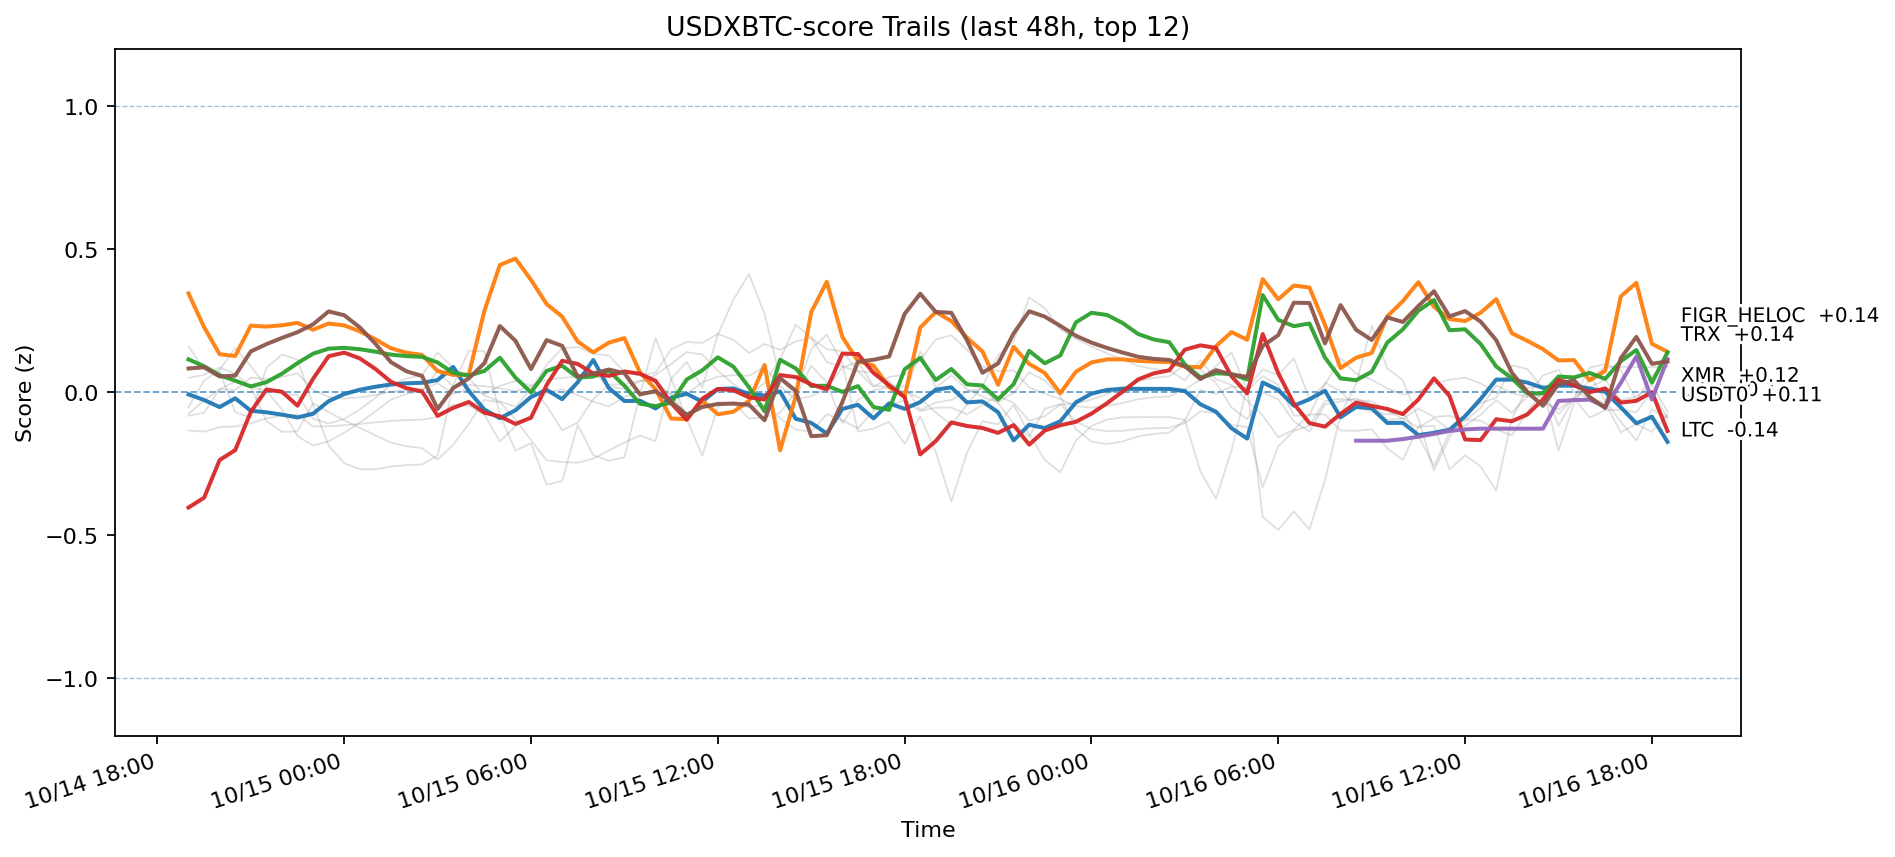 USDXBTC-score Trails (last 48h, top 12)
Score (z)
1.0
0.5
0.0
−0.5
−1.0
FIGR_HELOC +0.14
TRX +0.14
XMR +0.12
USDT0 +0.11
LTC -0.14
10/14 18:00
10/15 00:00
10/15 06:00
10/15 12:00
10/15 18:00
10/16 00:00
10/16 06:00
10/16 12:00
10/16 18:00
Time